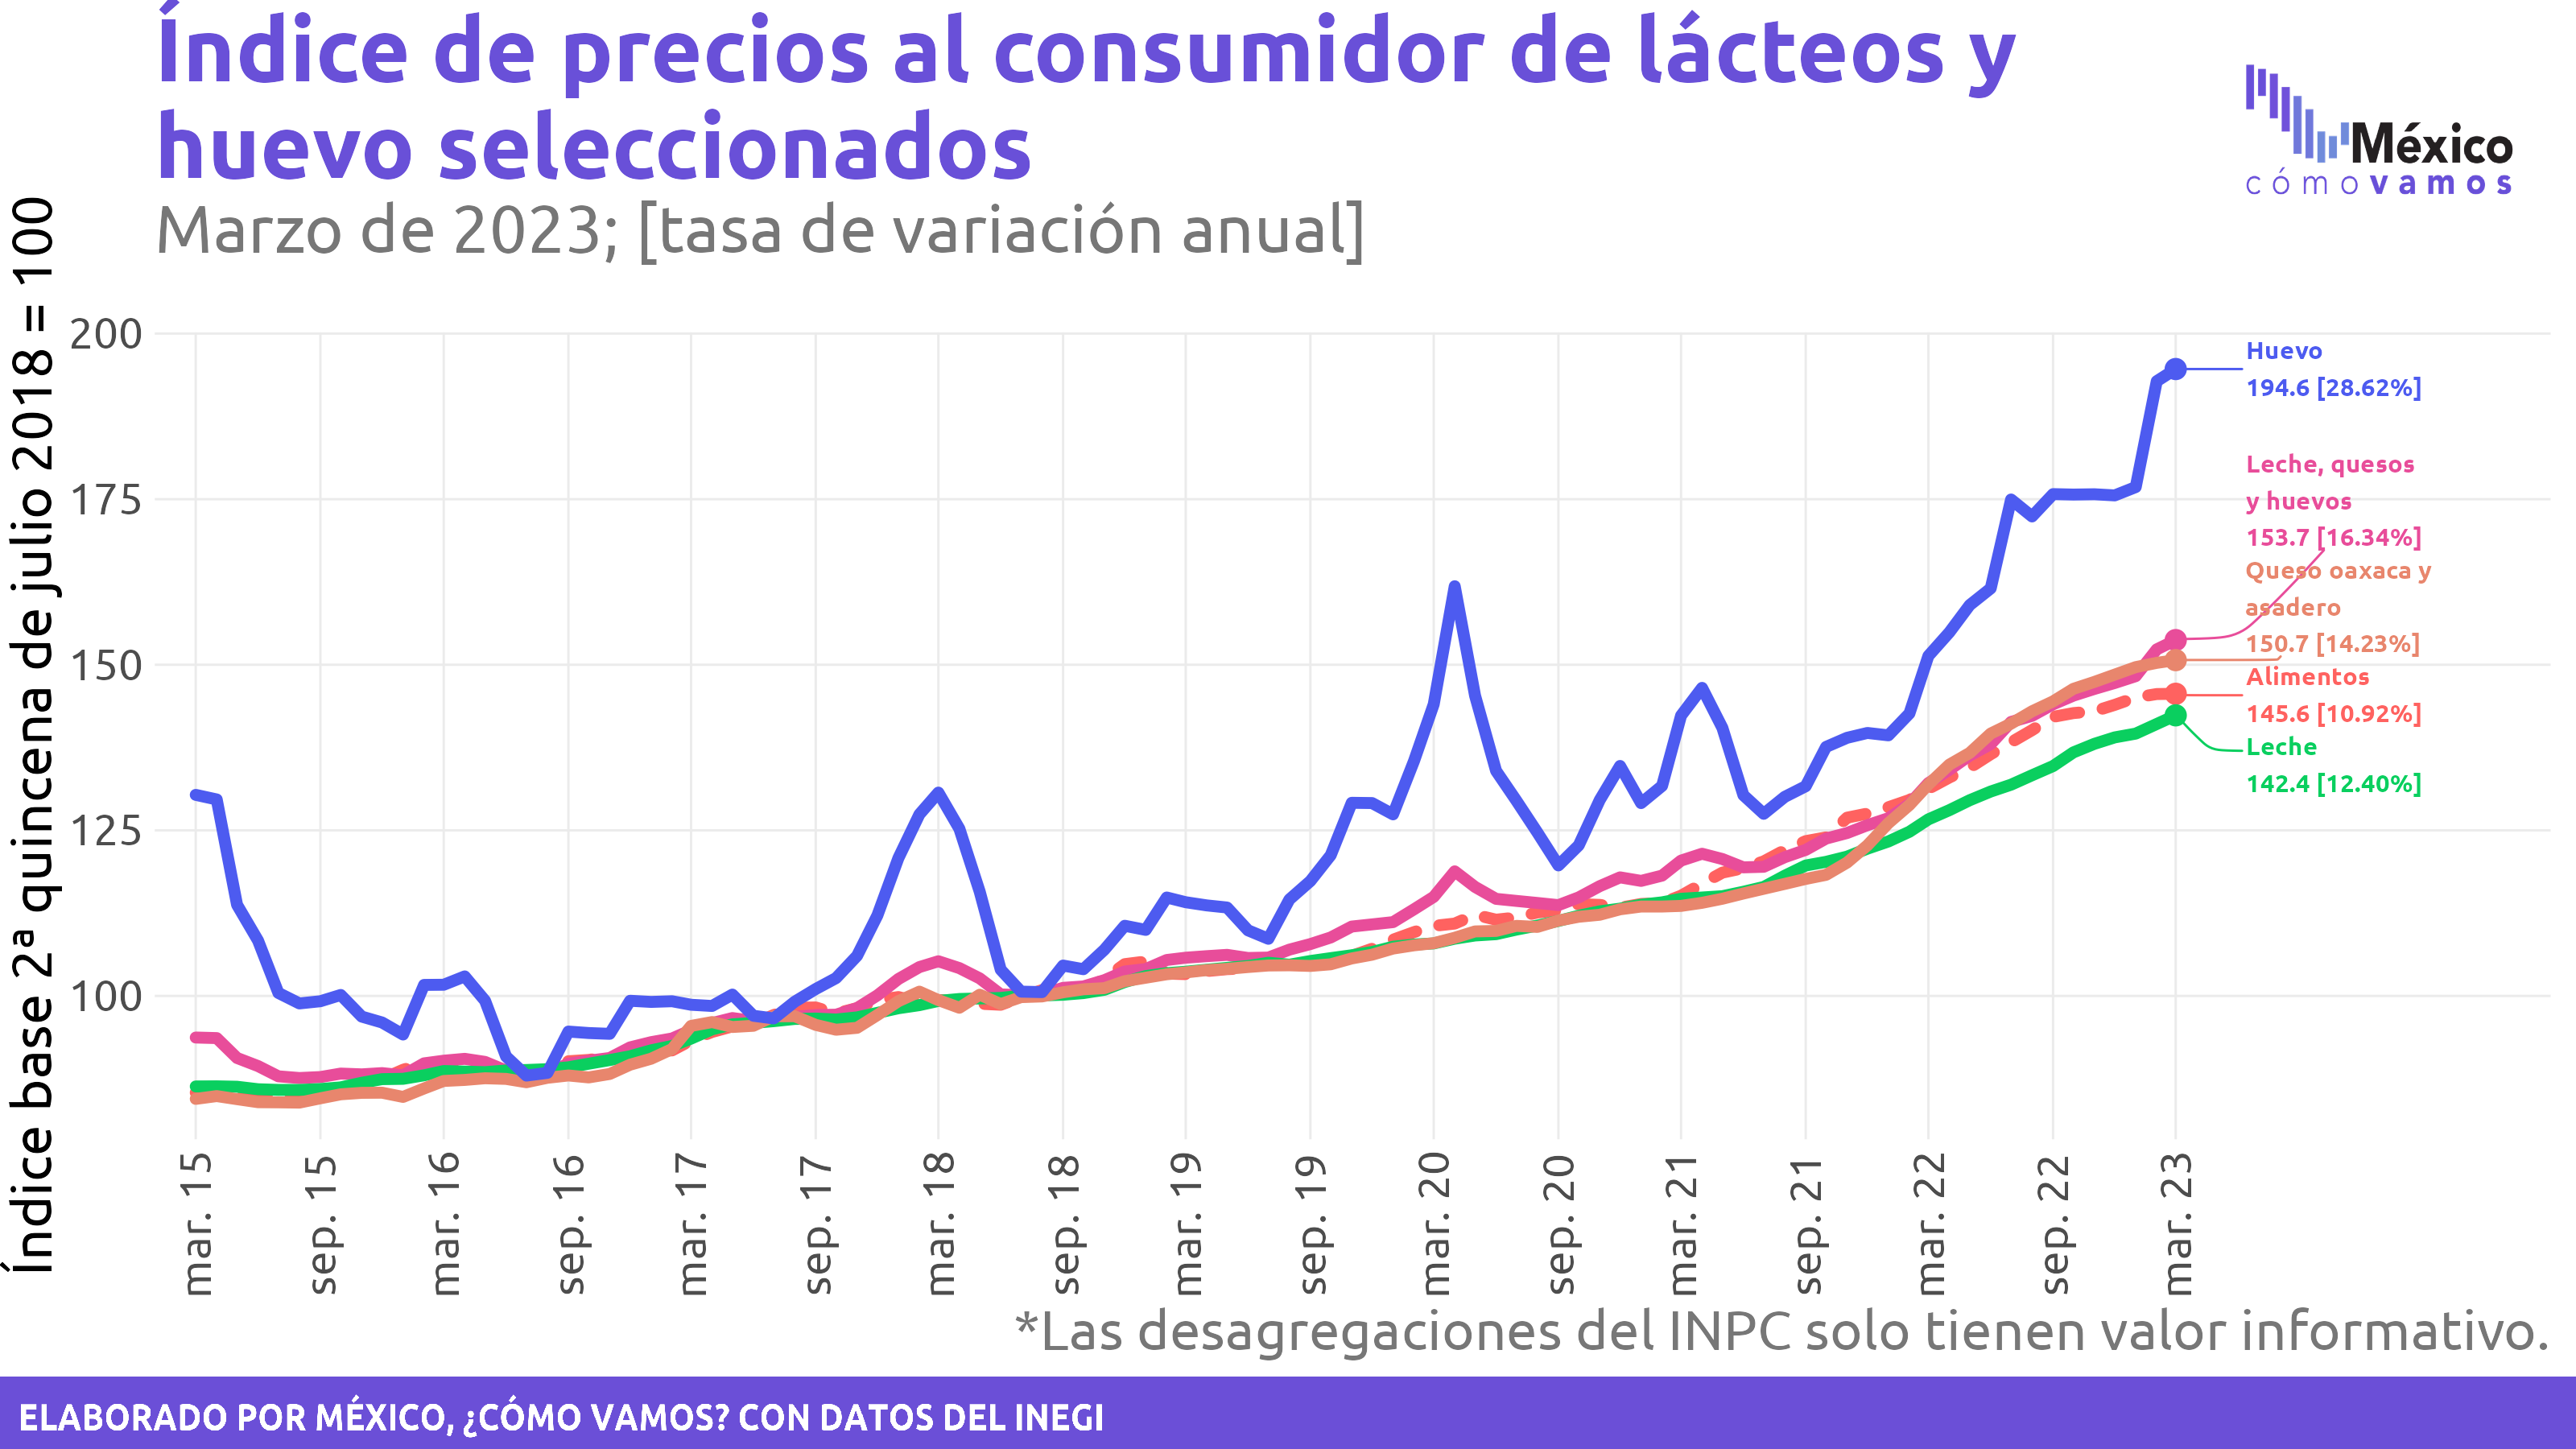 Índice de precios al consumidor de lácteos y
huevo seleccionados
Marzo de 2023; [tasa de variación anual]
México
cómo vamos
Índice base 2ª quincena de julio 2018 = 100
200
175
150
125
100
Huevo
194.6 [28.62%]
Leche, quesos
y huevos
153.7 [16.34%]
Queso oaxaca y
asadero
150.7 [14.23%]
Alimentos
145.6 [10.92%]
Leche
142.4 [12.40%]
mar. 15
sep. 15
mar. 16
sep. 16
mar. 17
sep. 17
mar. 18
sep. 18
mar. 19
sep. 19
mar. 20
sep. 20
mar. 21
sep. 21
mar. 22
sep. 22
mar. 23
*Las desagregaciones del INPC solo tienen valor informativo.
ELABORADO POR MÉXICO, ¿CÓMO VAMOS? CON DATOS DEL INEGI